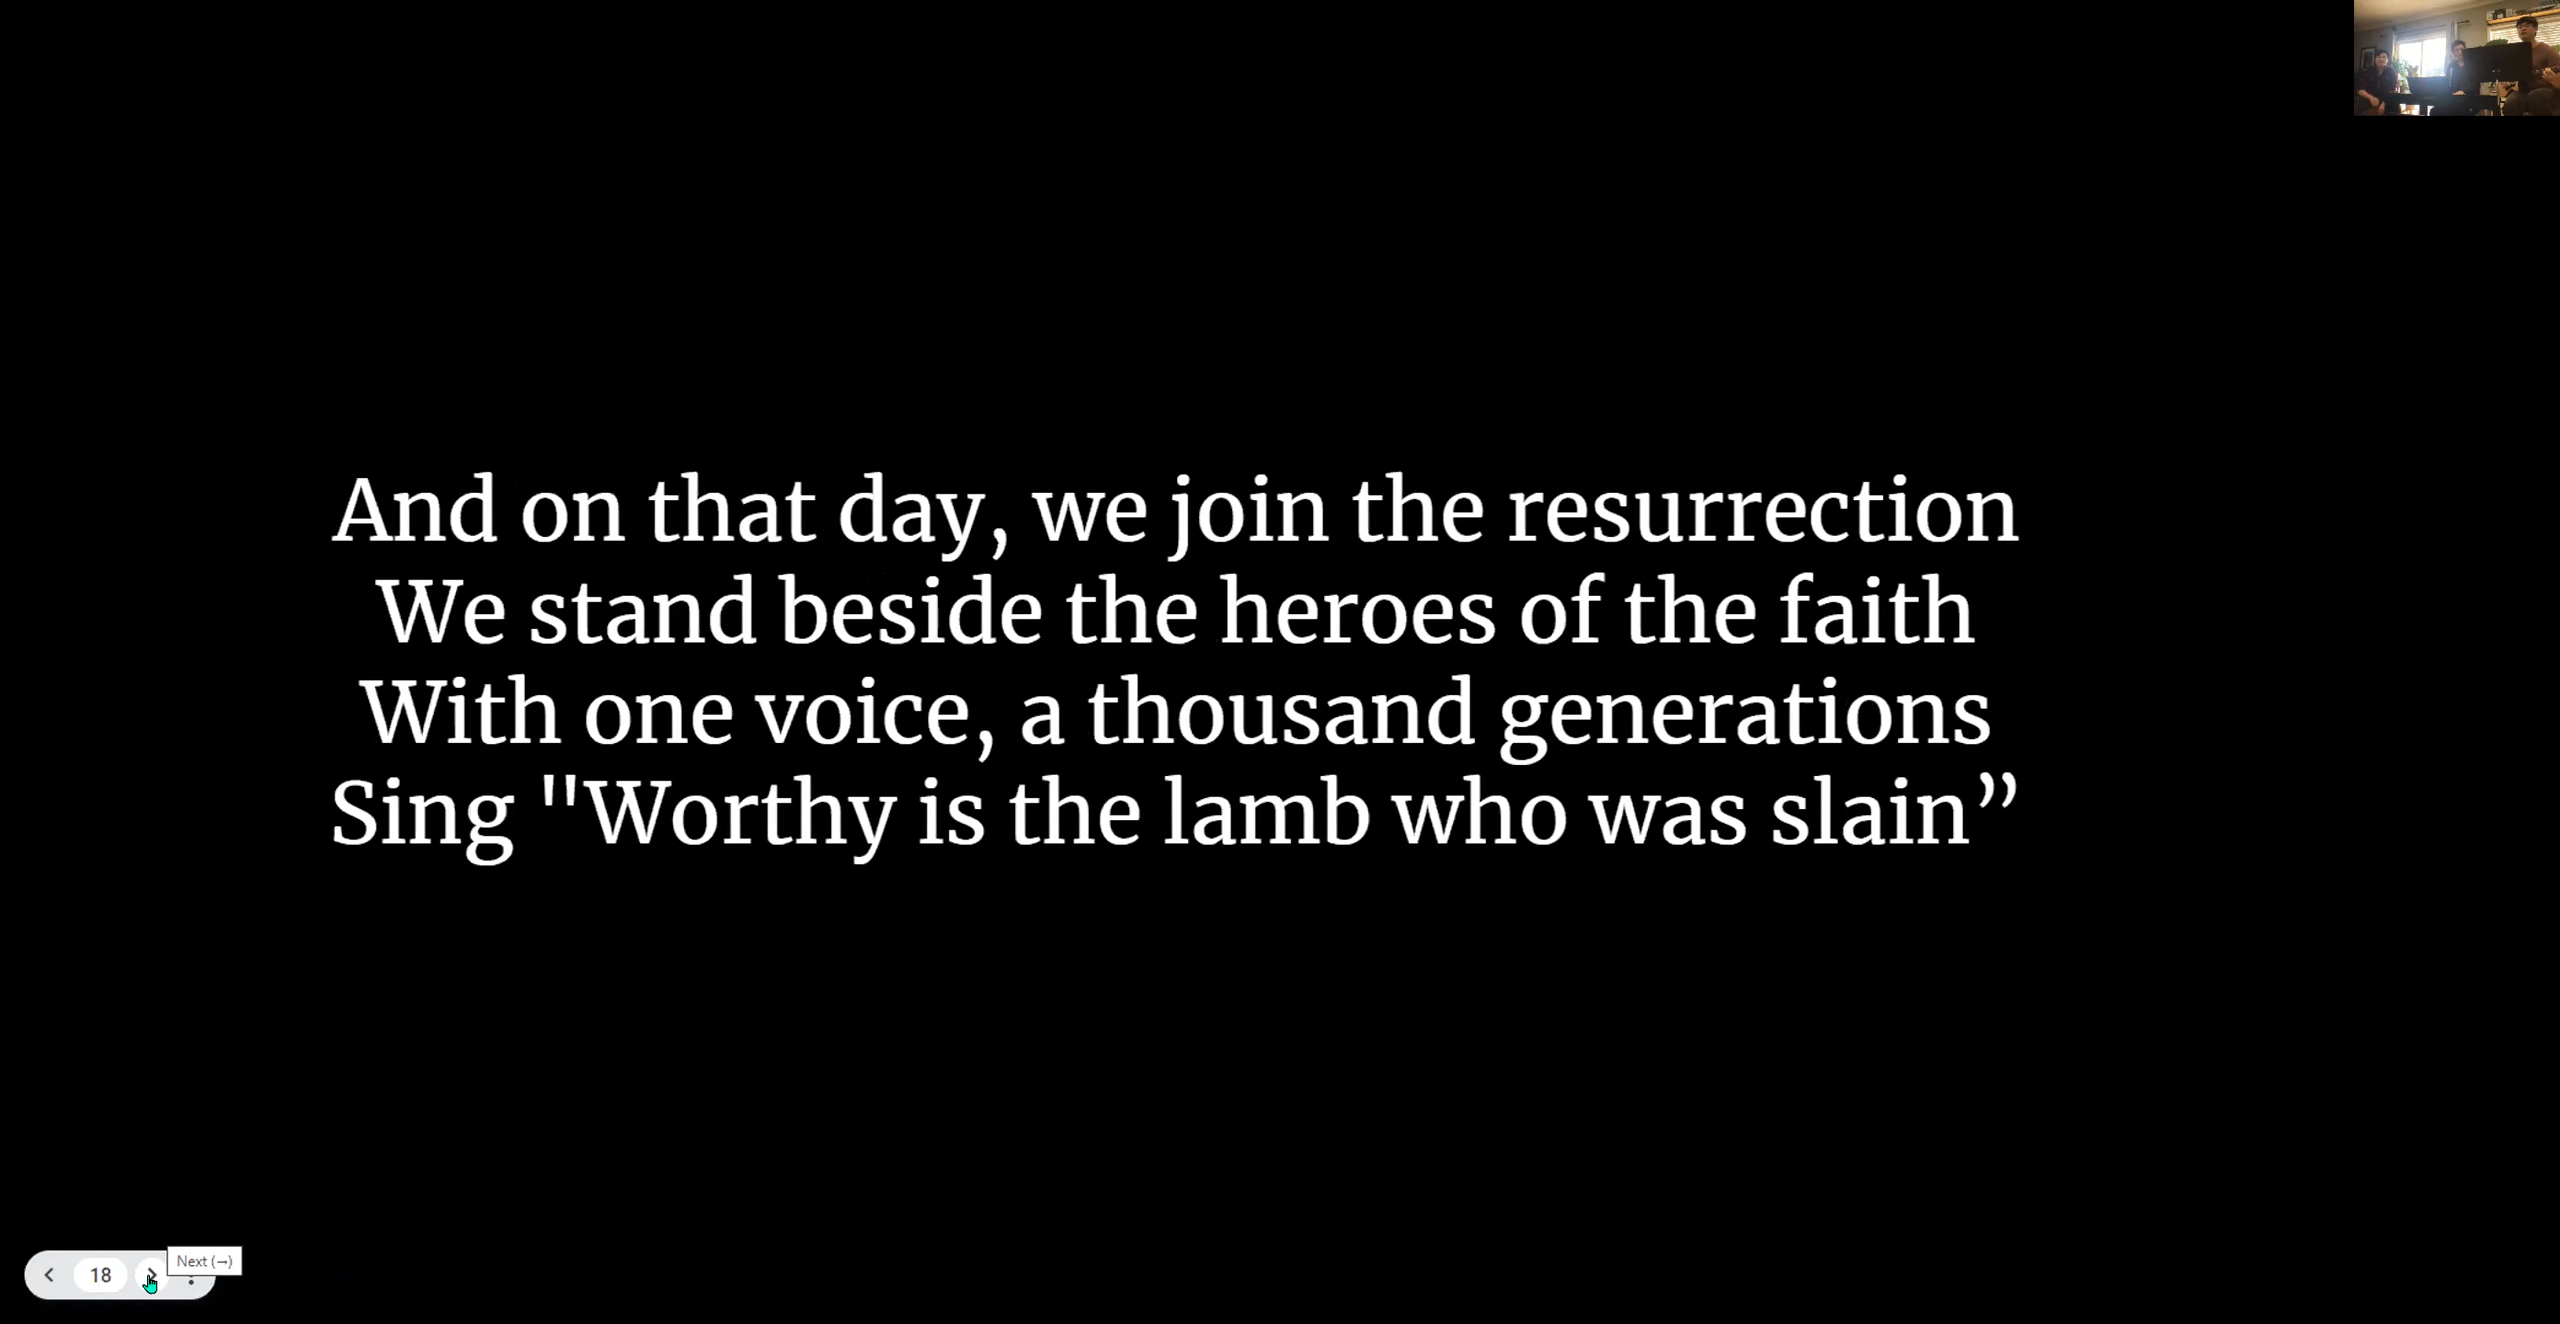 And on that day, we join the resurrection
We stand beside the heroes of the faith
With one voice, a thousand generations
Sing "Worthy is the lamb who was slain”
Next (→)
18